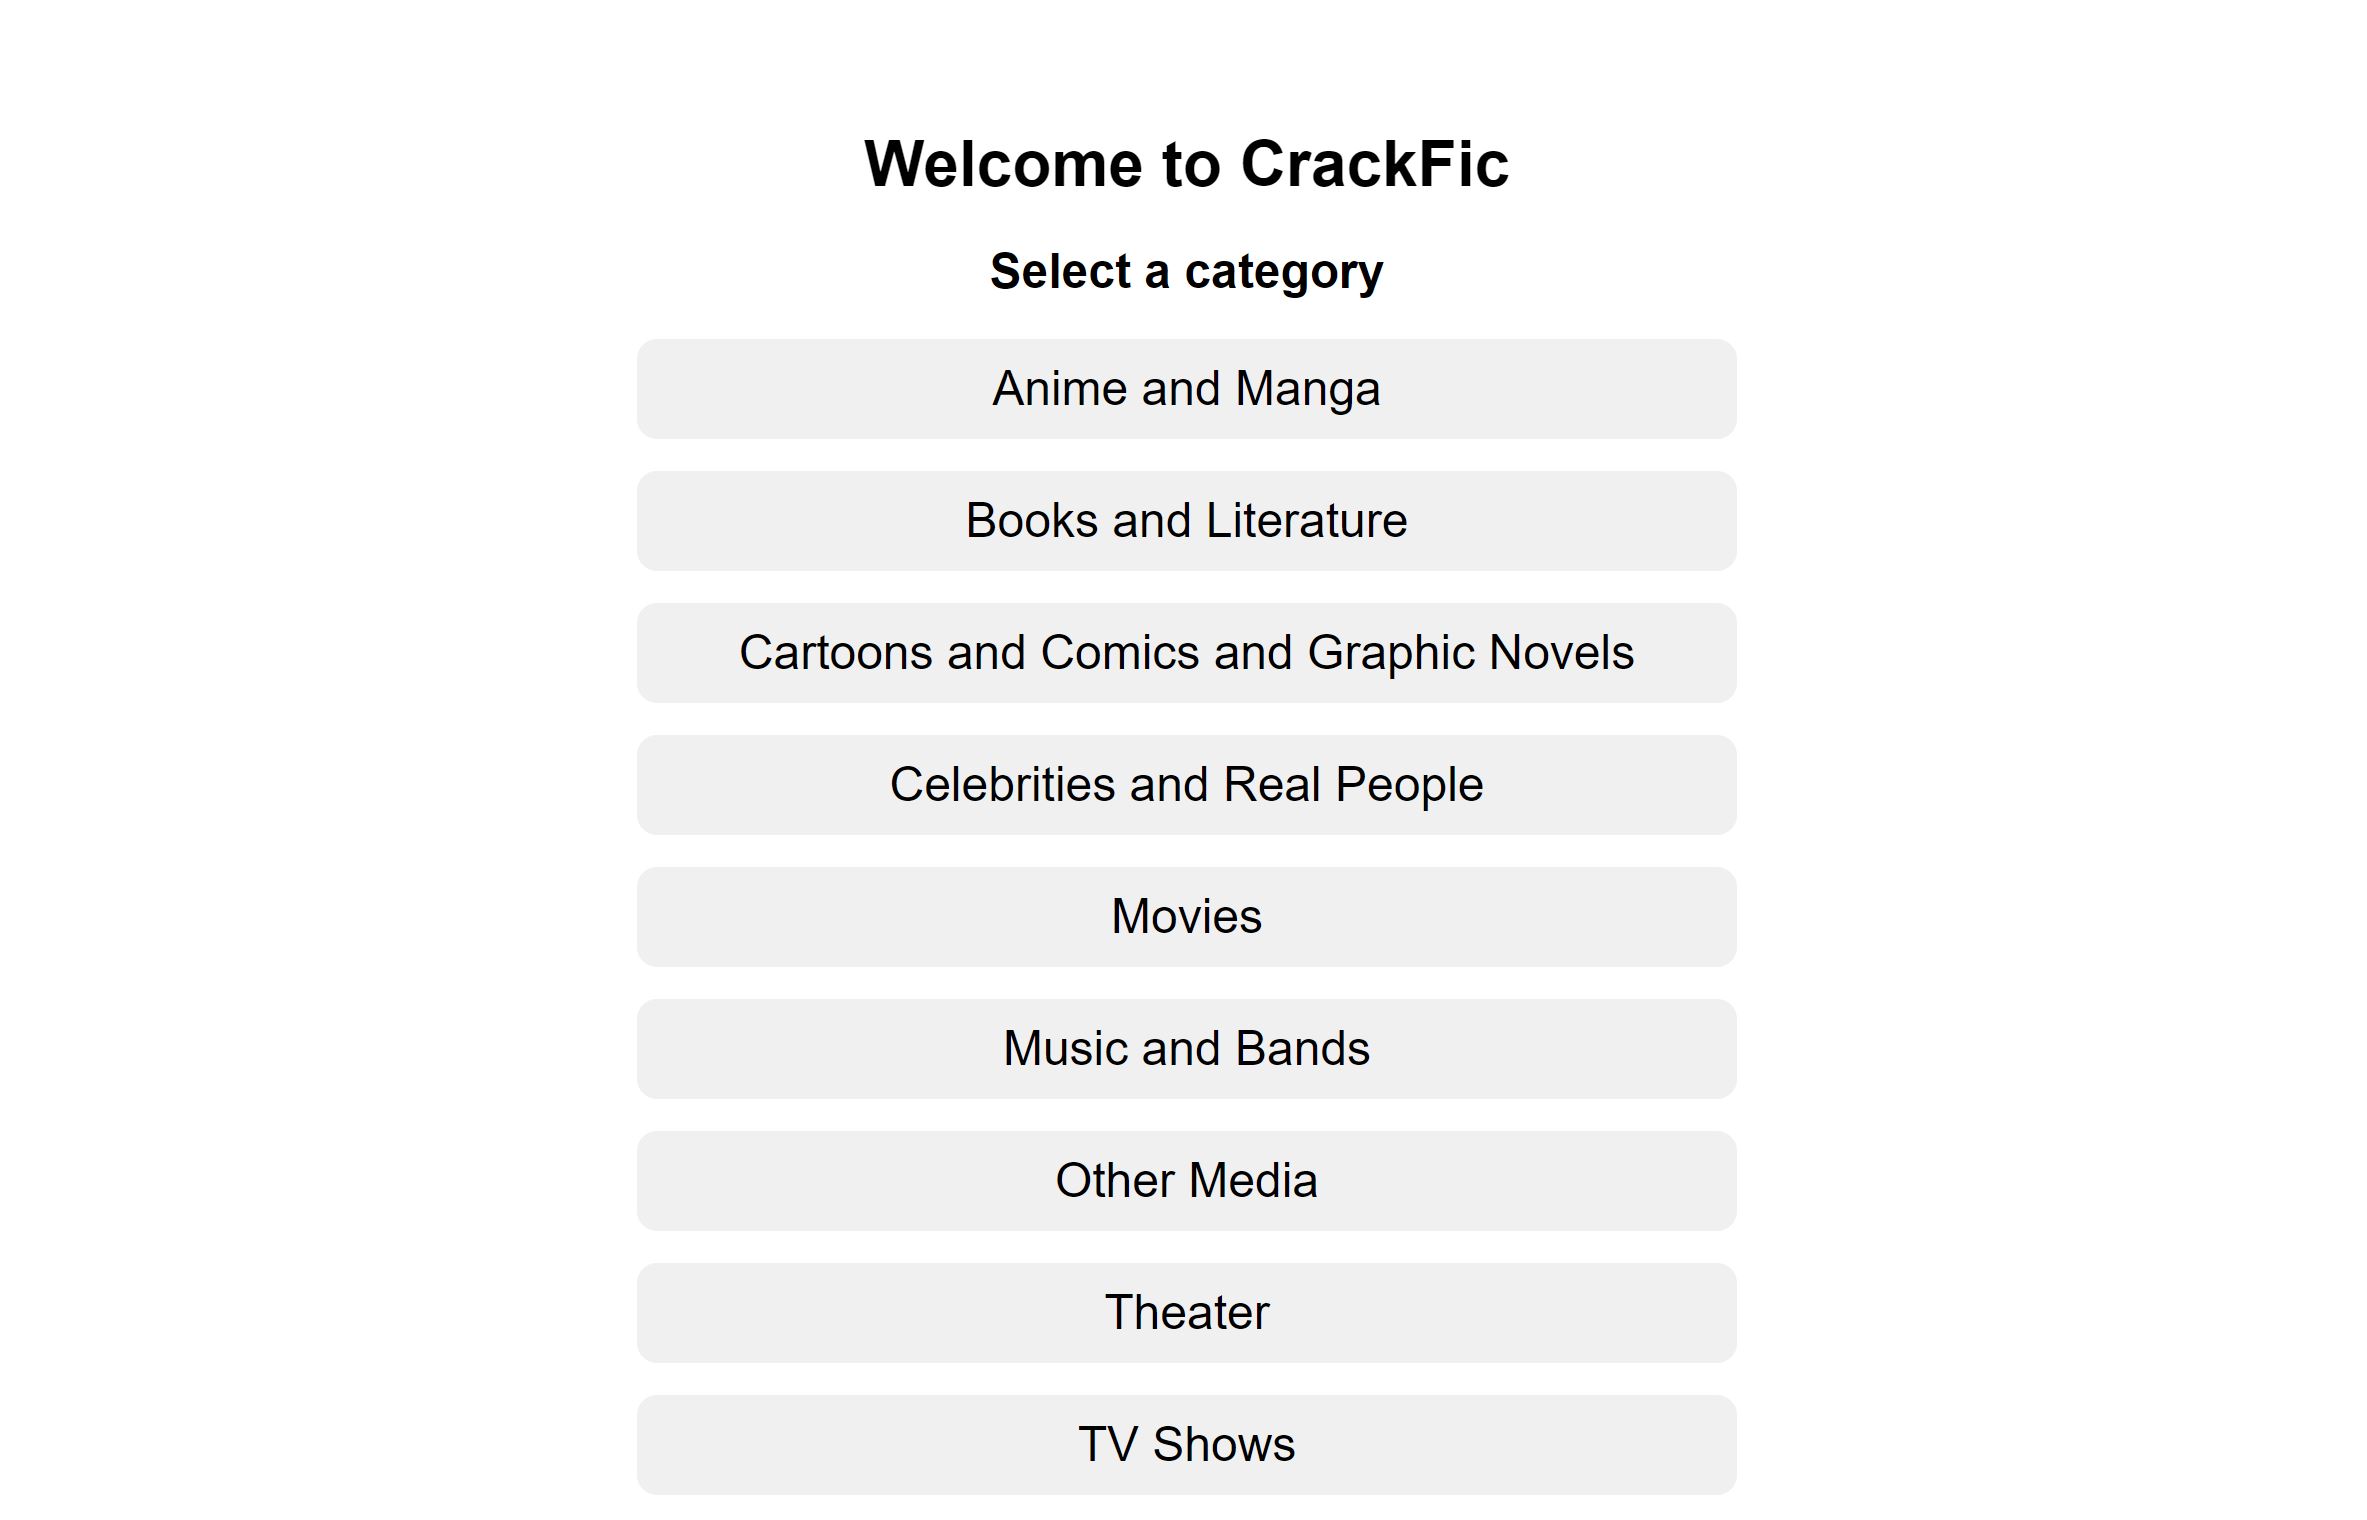 Welcome to CrackFic
Select a category
Anime and Manga
Books and Literature
Cartoons and Comics and Graphic Novels
Celebrities and Real People
Movies
Music and Bands
Other Media
Theater
TV Shows